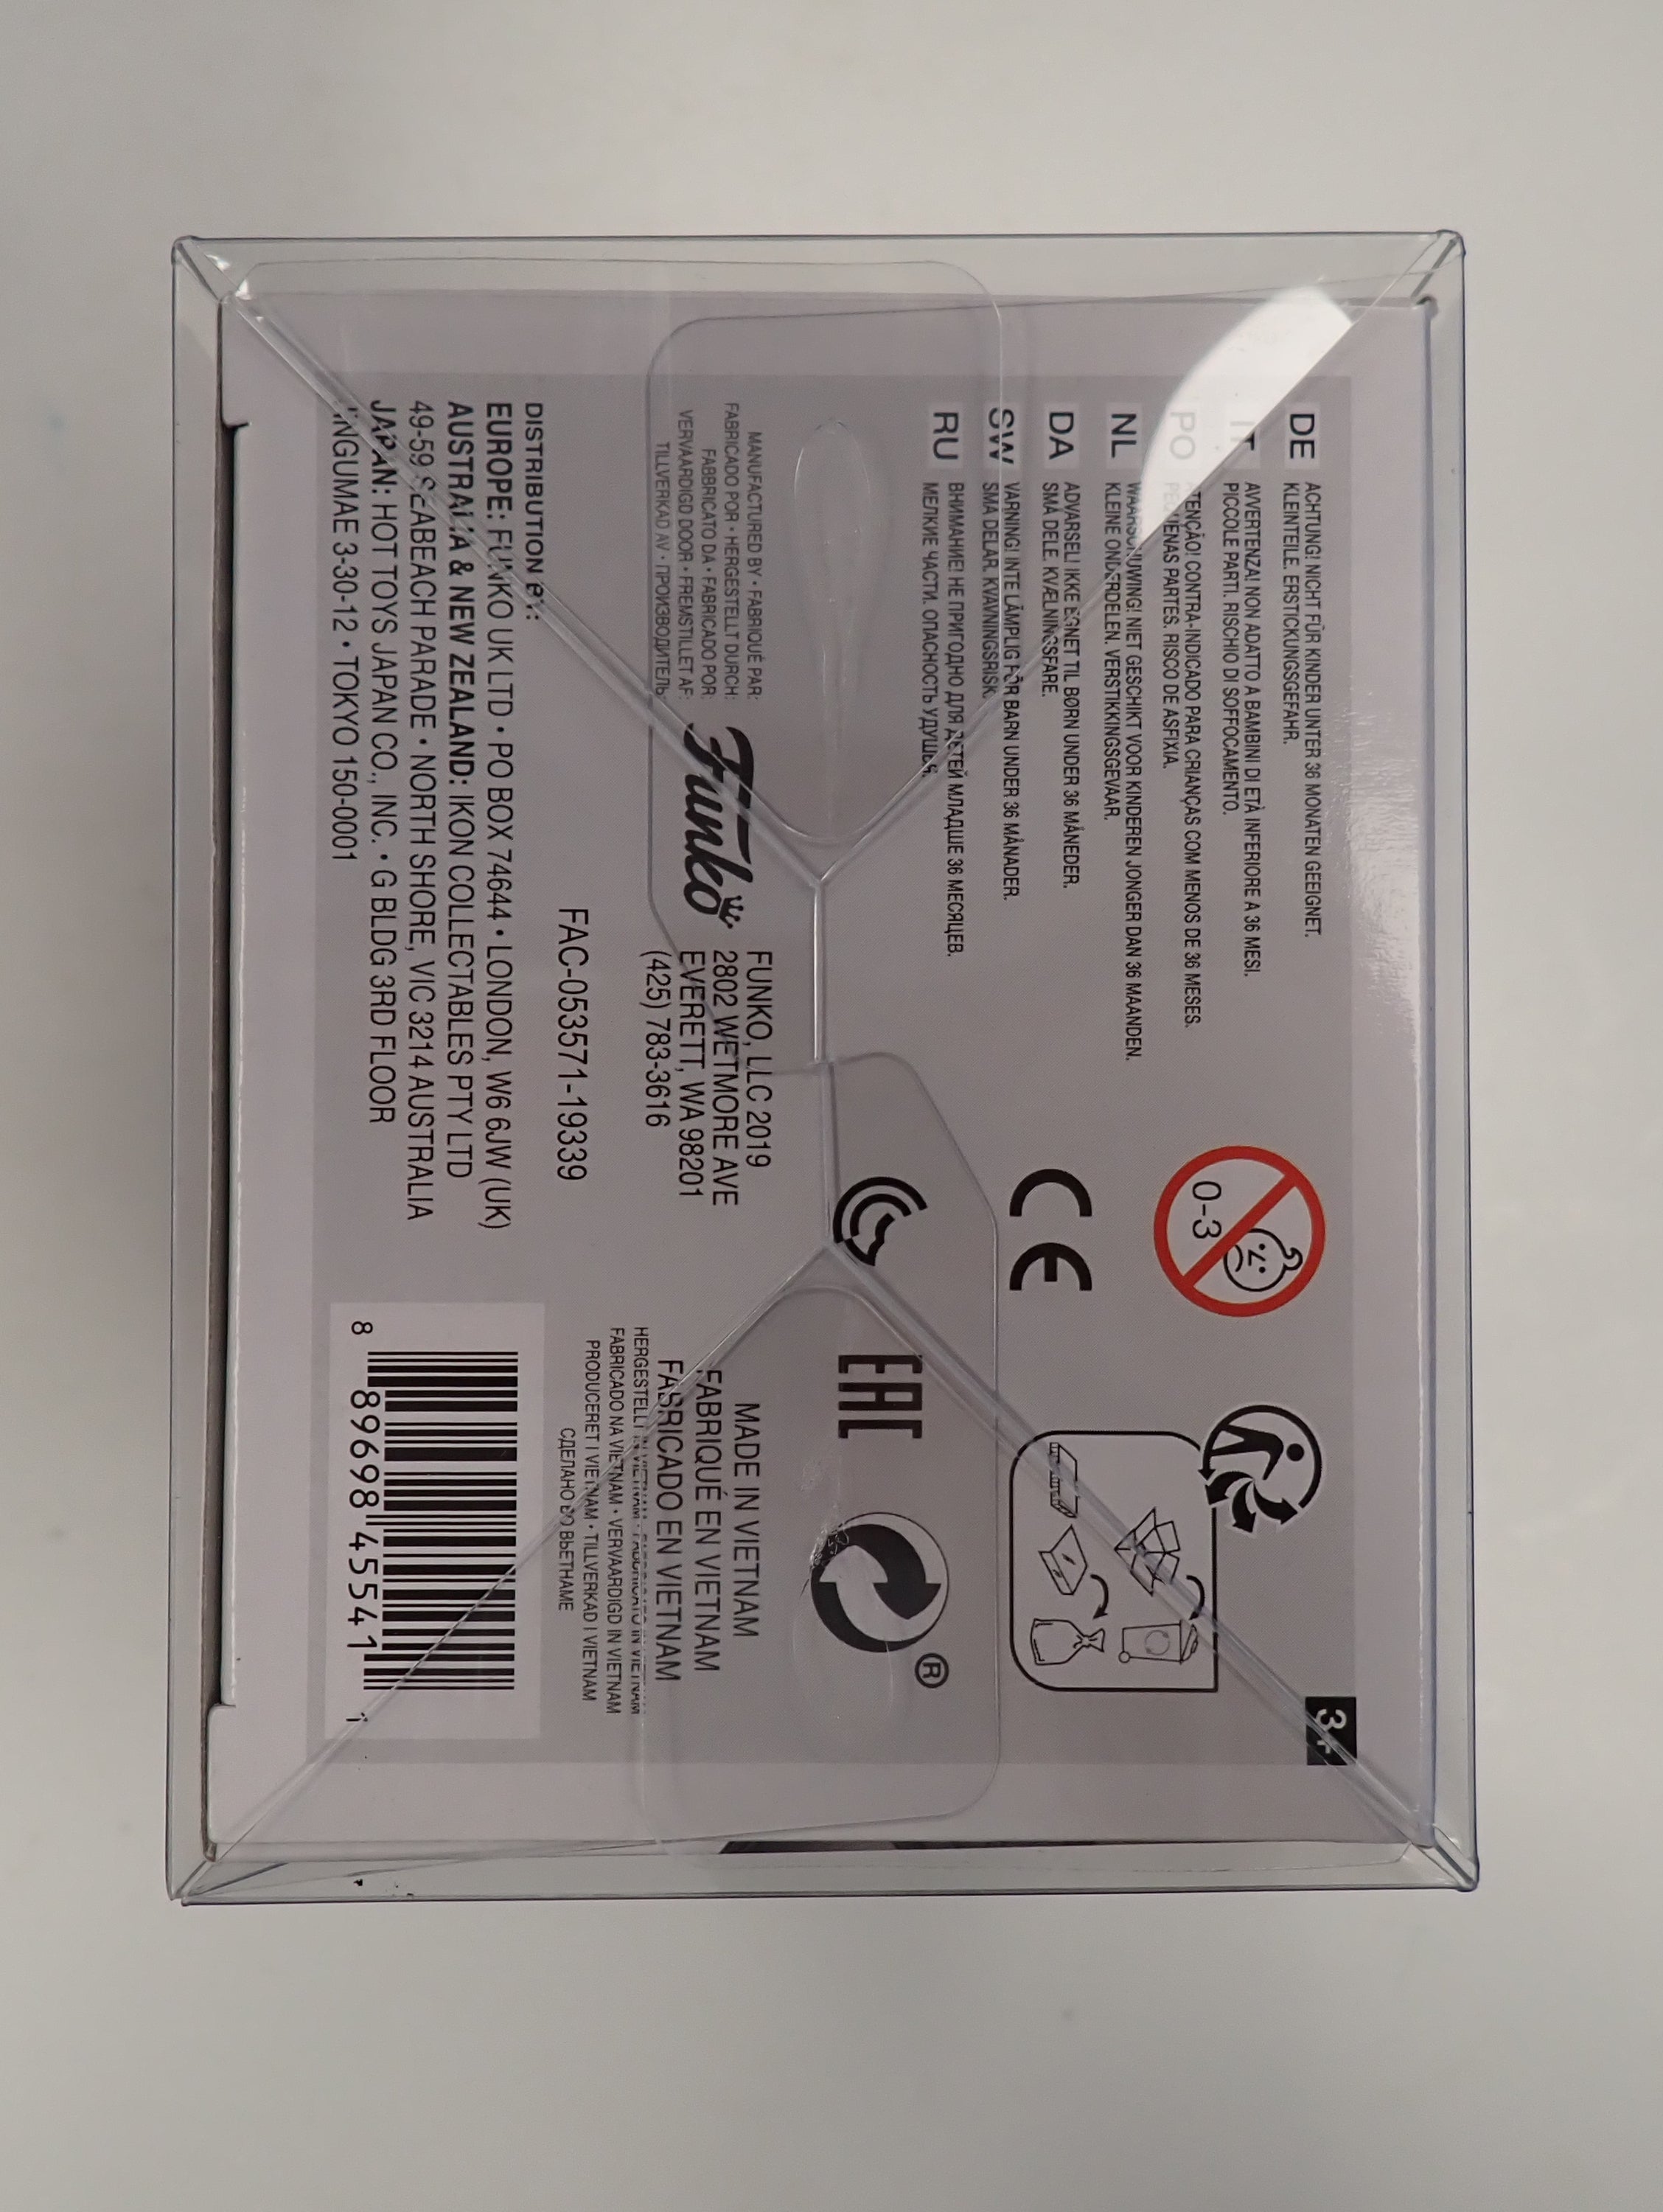 DE ACHTUNG! NICHT FÜR KINDER UNTER 36 MONATEN GEEIGNET.
KLEINTEILE. ERSTICKUNGSGEFAHR.
IT AVVERTENZA! NON ADATTO A BAMBINI DI ETÀ INFERIORE A 36 MESI.
PICCOLE PARTI. RISCHIO DI SOFFOCAMENTO.
PO ATENÇÃO! CONTRA-INDICADO PARA CRIANÇAS COM MENOS DE 36 MESES.
PEQUENAS PARTES. RISCO DE ASFIXIA.
NL WAARSCHUWING! NIET GESCHIKT VOOR KINDEREN JONGER DAN 36 MAANDEN.
KLEINE ONDERDELEN. VERSTIKKINGSGEVAAR.
DA ADVARSEL! IKKE EGNET TIL BØRN UNDER 36 MÅNEDER.
SMÅ DELE. KVÆLNINGSFARE.
SW VARNING! INTE LÄMPLIG FÖR BARN UNDER 36 MÅNADER.
SMÅ DELAR. KVÄVNINGSRISK.
RU ВНИМАНИЕ! НЕ ПРИГОДНО ДЛЯ ДЕТЕЙ МЛАДШЕ 36 МЕСЯЦЕВ.
МЕЛКИЕ ЧАСТИ. ОПАСНОСТЬ УДУШЬЯ.
0-3
CE
3+
EAC
®
MANUFACTURED BY • FABRIQUÉ PAR:
FABRICADO POR • HERGESTELLT DURCH:
FABBRICATO DA • FABRICADO POR:
VERVAARDIGD DOOR • FREMSTILLET AF:
TILLVERKAD AV • ПРОИЗВОДИТЕЛЬ:
Funko
FUNKO, LLC 2019
2802 WETMORE AVE
EVERETT, WA 98201
(425) 783-3616
MADE IN VIETNAM
FABRIQUÉ EN VIETNAM
FABRICADO EN VIETNAM
HERGESTELLT IN VIETNAM • FABBRICATO IN VIETNAM
FABRICADO NA VIETNAM • VERVAARDIGD IN VIETNAM
PRODUCERET I VIETNAM • TILLVERKAD I VIETNAM
СДЕЛАНО ВО ВЬЕТНАМЕ
FAC-053571-19339
DISTRIBUTION BY:
EUROPE: FUNKO UK LTD • PO BOX 74644 • LONDON, W6 6JW (UK)
AUSTRALIA & NEW ZEALAND: IKON COLLECTABLES PTY LTD
49-59 SEABEACH PARADE • NORTH SHORE, VIC 3214 AUSTRALIA
JAPAN: HOT TOYS JAPAN CO., INC. • G BLDG 3RD FLOOR
JINGUMAE 3-30-12 • TOKYO 150-0001
8 89698 45541 1